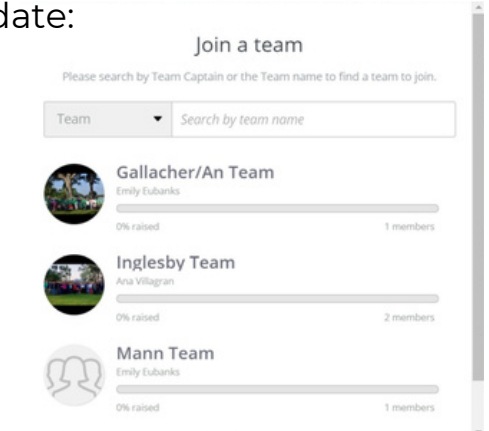 date:
Join a team
Please search by Team Captain or the Team name to find a team to join.
Team Search by team name
Gallacher/An Team
Emily Eubanks
0% raised 1 members
Inglesby Team
Ana Villagran
0% raised 2 members
Mann Team
Emily Eubanks
0% raised 1 members